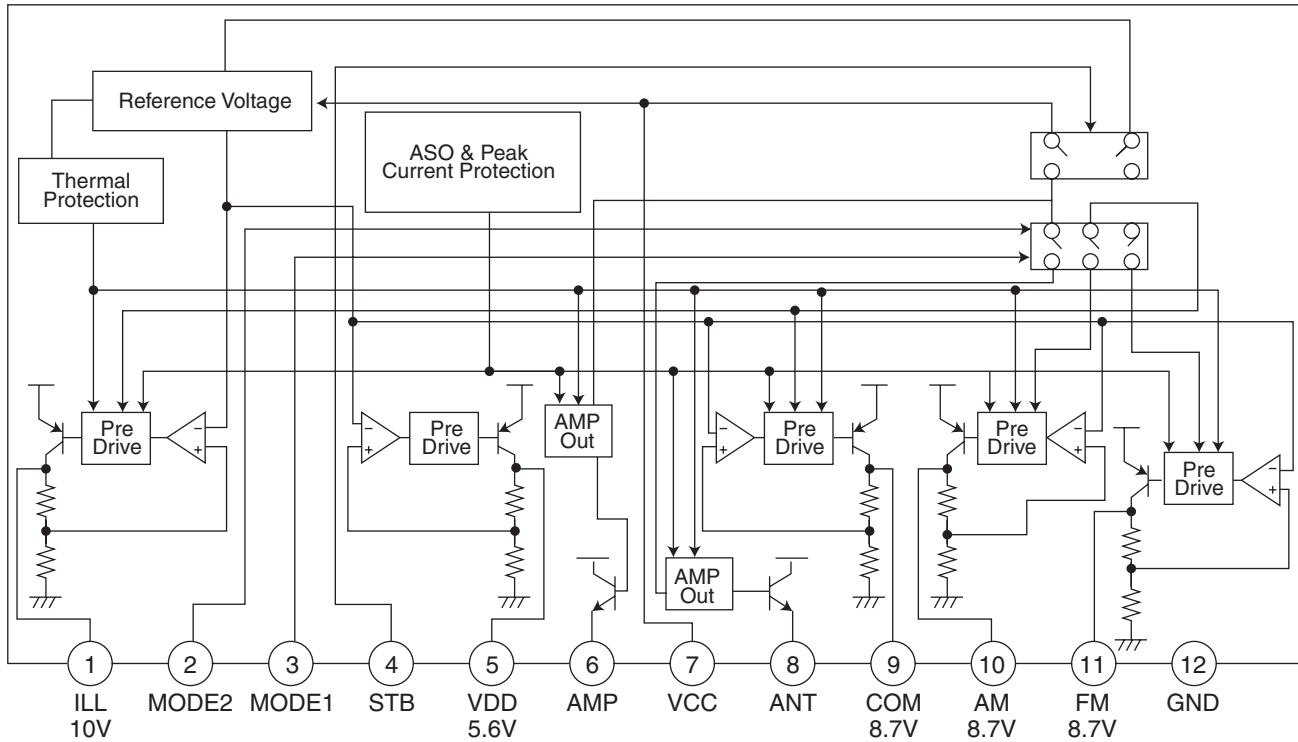 Reference Voltage
ASO & Peak
Current Protection
Thermal
Protection
Pre
Drive
−
+
−
+
Pre
Drive
AMP
Out
−
+
Pre
Drive
Pre
Drive
−
+
Pre
Drive
−
+
AMP
Out
1
2
3
4
5
6
7
8
9
10
11
12
ILL
10V
MODE2
MODE1
STB
VDD
5.6V
AMP
VCC
ANT
COM
8.7V
AM
8.7V
FM
8.7V
GND